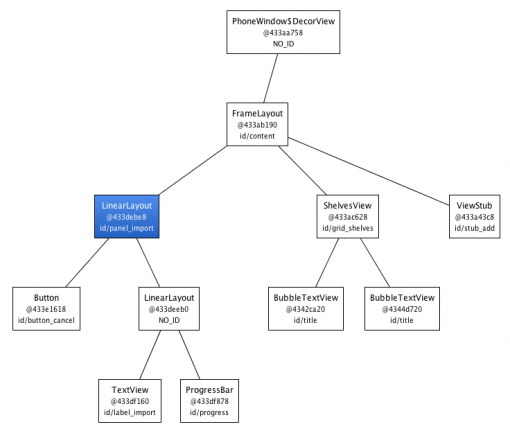 PhoneWindow$DecorView
@433aa758
NO_ID
FrameLayout
@433ab190
id/content
LinearLayout
@433debe8
id/panel_import
ShelvesView
@433ac628
id/grid_shelves
ViewStub
@433a43c8
id/stub_add
Button
@433e1618
id/button_cancel
LinearLayout
@433deeb0
NO_ID
BubbleTextView
@4342ca20
id/title
BubbleTextView
@4344d720
id/title
TextView
@433df160
id/label_import
ProgressBar
@433df878
id/progress